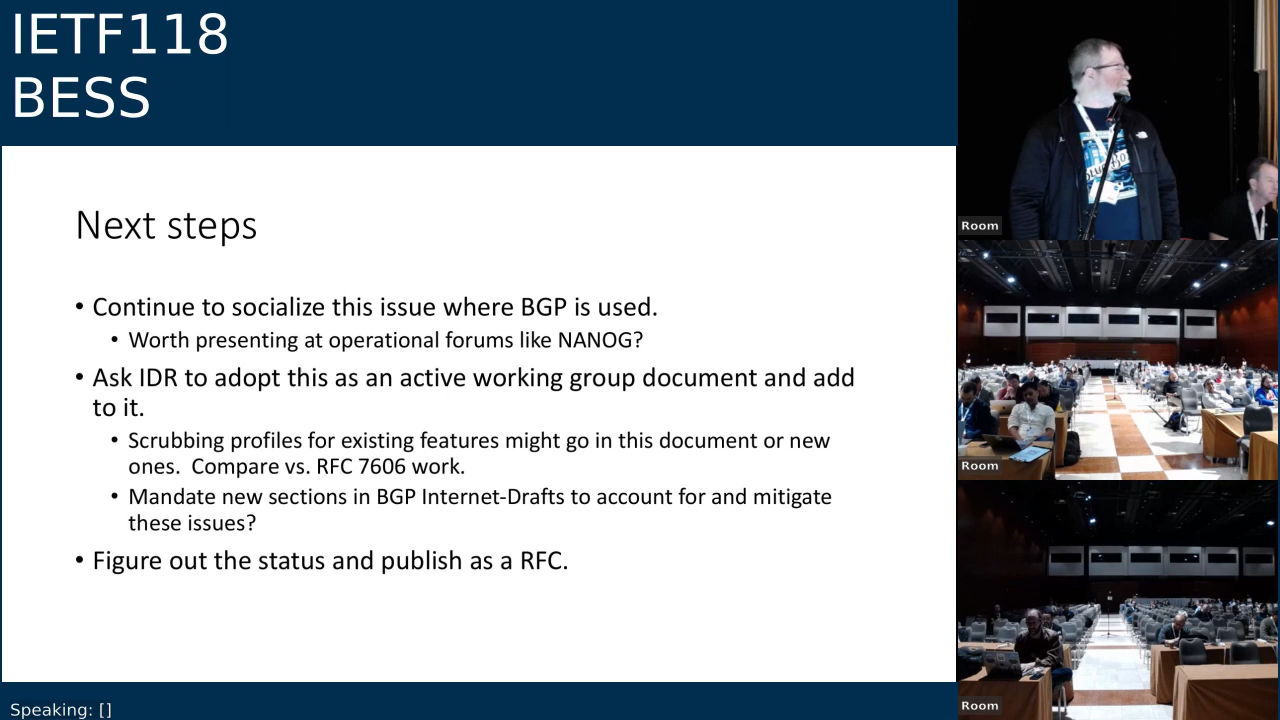 IETF118
BESS
Next steps
• Continue to socialize this issue where BGP is used.
• Worth presenting at operational forums like NANOG?
• Ask IDR to adopt this as an active working group document and add
to it.
• Scrubbing profiles for existing features might go in this document or new
ones. Compare vs. RFC 7606 work.
• Mandate new sections in BGP Internet-Drafts to account for and mitigate
these issues?
• Figure out the status and publish as a RFC.
Speaking: []
Room
Room
Room